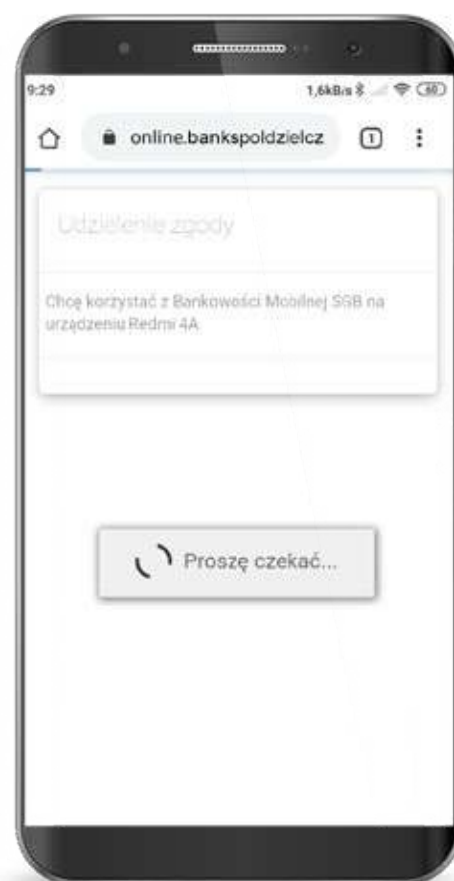 9:29 1,6kB/s 60
online.bankspoldzielcz 1
Udzielenie zgody
Chcę korzystać z Bankowości Mobilnej SGB na
urządzeniu Redmi 4A
Proszę czekać...